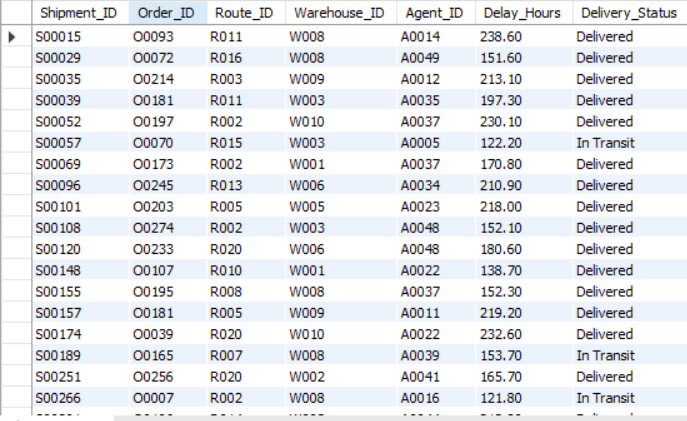 Shipment_ID Order_ID Route_ID Warehouse_ID Agent_ID Delay_Hours Delivery_Status
S00015 O0093 R011 W008 A0014 238.60 Delivered
S00029 O0072 R016 W008 A0049 151.60 Delivered
S00035 O0214 R003 W009 A0012 213.10 Delivered
S00039 O0181 R011 W003 A0035 197.30 Delivered
S00052 O0197 R002 W010 A0037 230.10 Delivered
S00057 O0070 R015 W003 A0005 122.20 In Transit
S00069 O0173 R002 W001 A0037 170.80 Delivered
S00096 O0245 R013 W006 A0034 210.90 Delivered
S00101 O0203 R005 W005 A0023 218.00 Delivered
S00108 O0274 R002 W003 A0048 152.10 Delivered
S00120 O0233 R020 W006 A0048 180.60 Delivered
S00148 O0107 R010 W001 A0022 138.70 Delivered
S00155 O0195 R008 W008 A0037 152.30 Delivered
S00157 O0181 R005 W009 A0011 219.20 Delivered
S00174 O0039 R020 W010 A0022 232.60 Delivered
S00189 O0165 R007 W008 A0039 153.70 In Transit
S00251 O0256 R020 W002 A0041 165.70 Delivered
S00266 O0007 R002 W008 A0016 121.80 In Transit